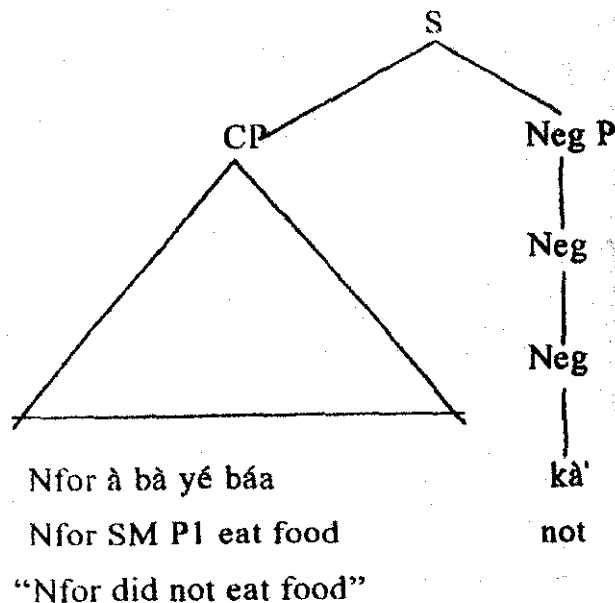 S
CP Neg P
Neg
Neg
Nfor à bà yé báa kà'
Nfor SM P1 eat food not
“Nfor did not eat food”